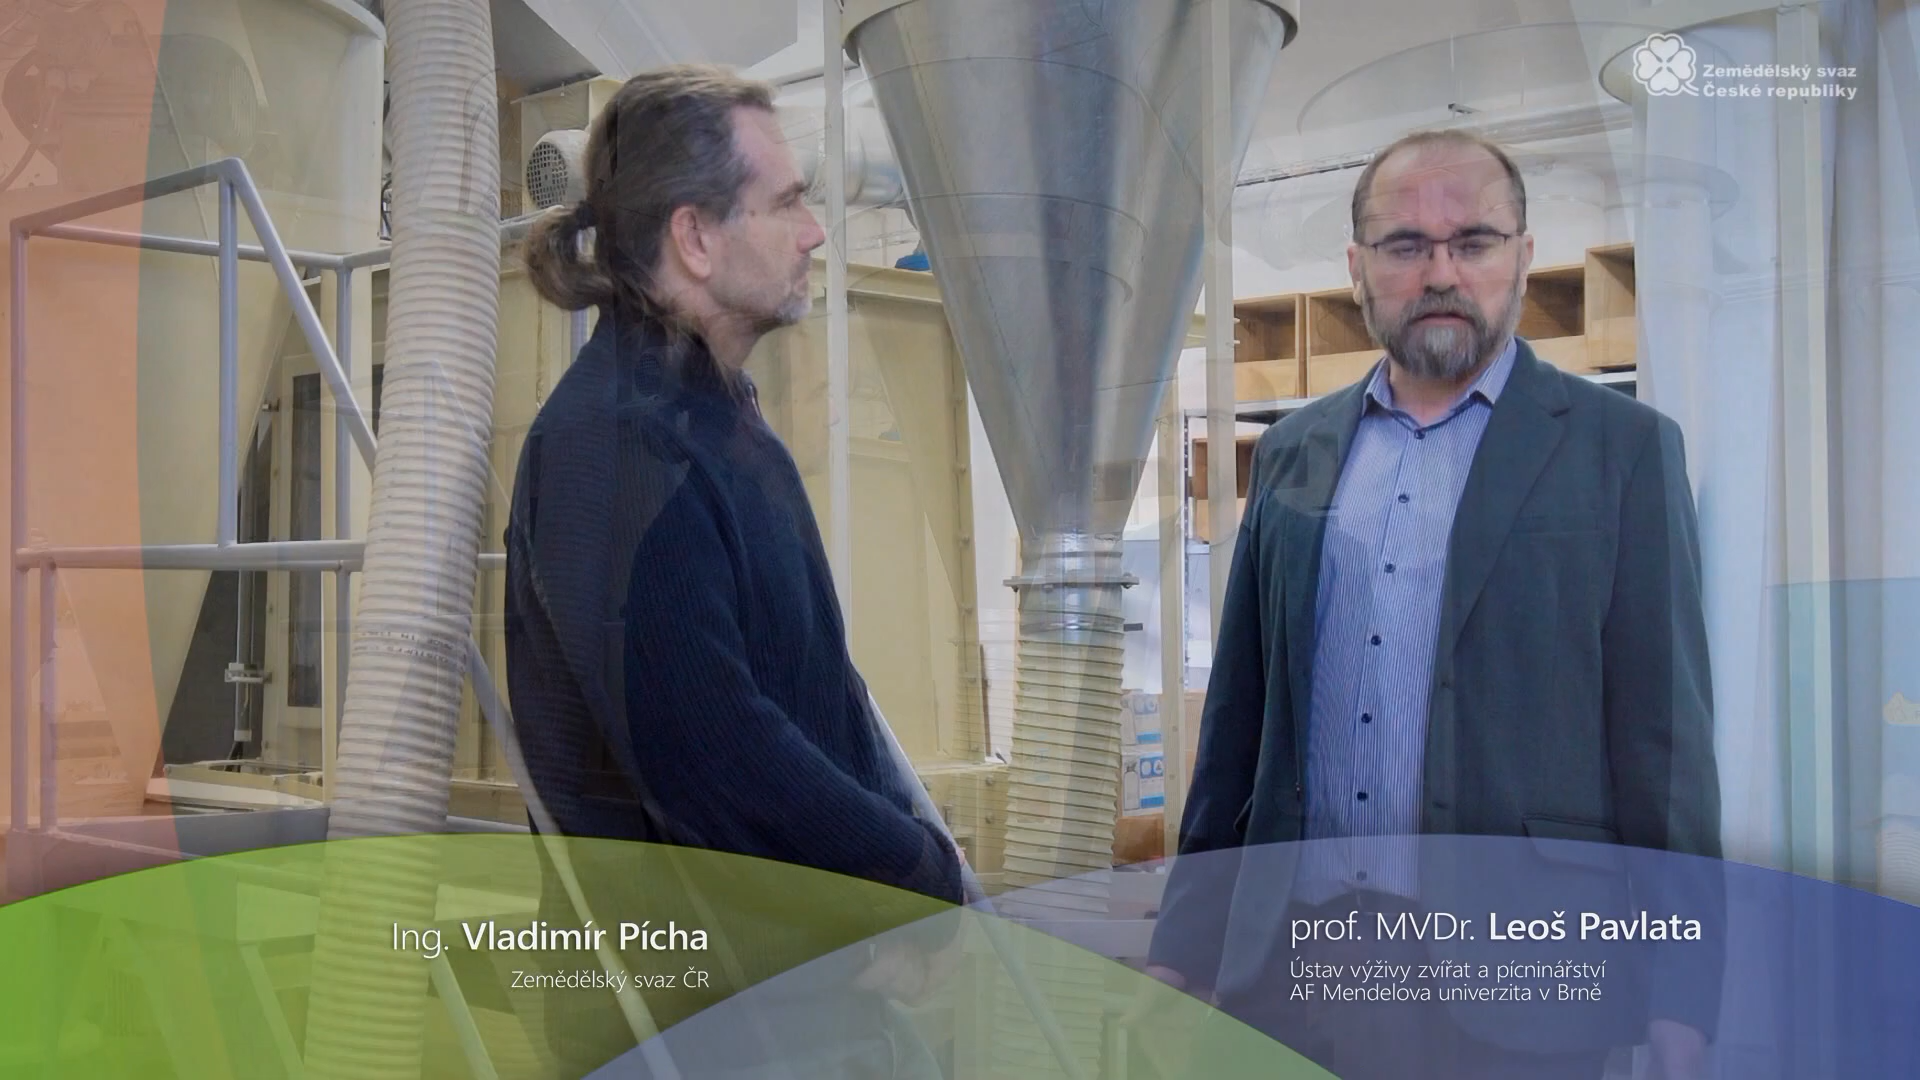 Zemědělský svaz
České republiky
Ing. Vladimír Pícha
Zemědělský svaz ČR
prof. MVDr. Leoš Pavlata
Ústav výživy zvířat a pícninářství
AF Mendelova univerzita v Brně